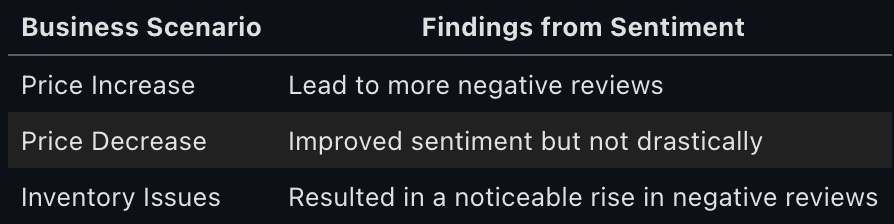 Business Scenario Findings from Sentiment
Price Increase Lead to more negative reviews
Price Decrease Improved sentiment but not drastically
Inventory Issues Resulted in a noticeable rise in negative reviews